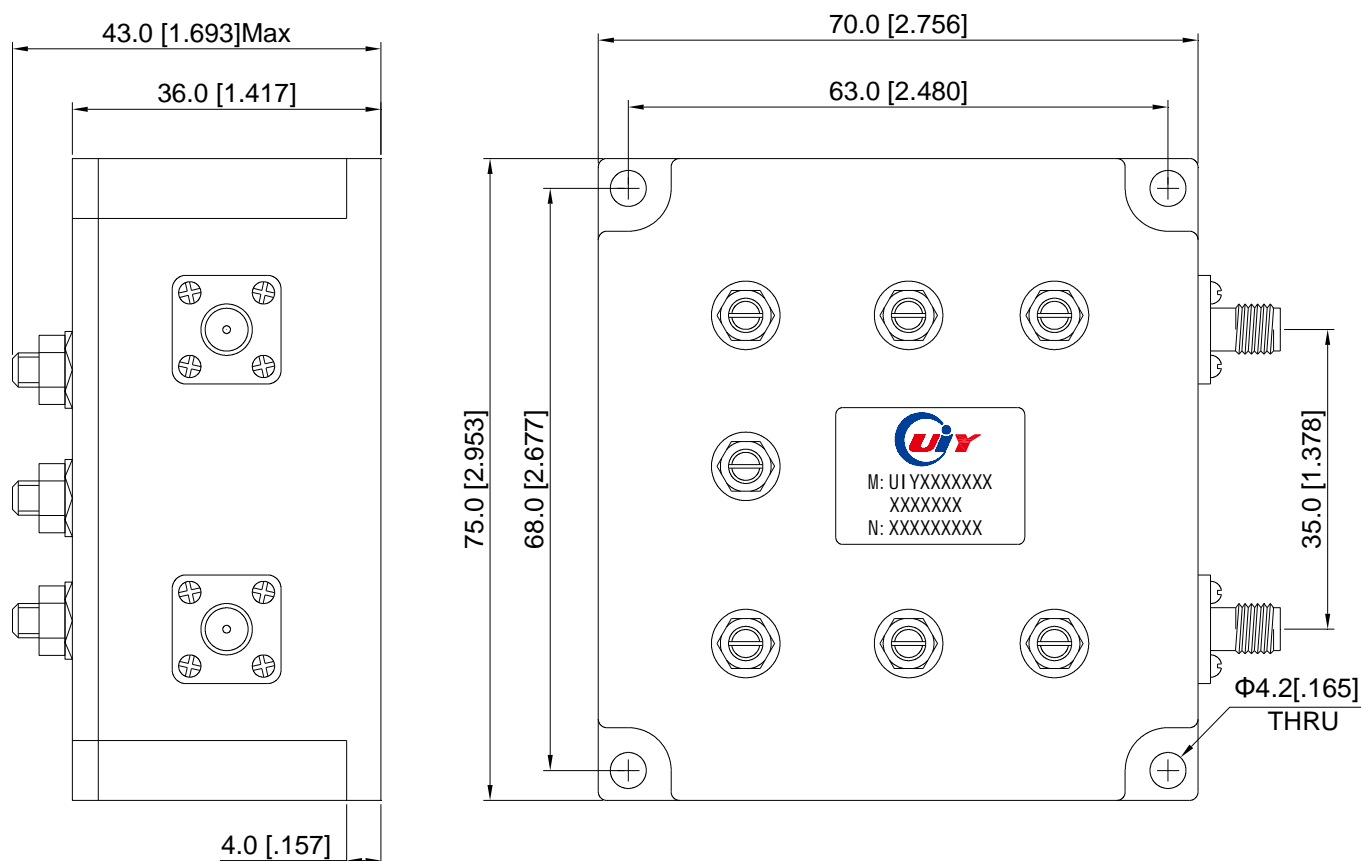 43.0 [1.693]Max
36.0 [1.417]
70.0 [2.756]
63.0 [2.480]
75.0 [2.953]
68.0 [2.677]
UiY
M: UIYXXXXXXX
XXXXXXX
N: XXXXXXXXX
35.0 [1.378]
Φ4.2[.165]
THRU
4.0 [.157]